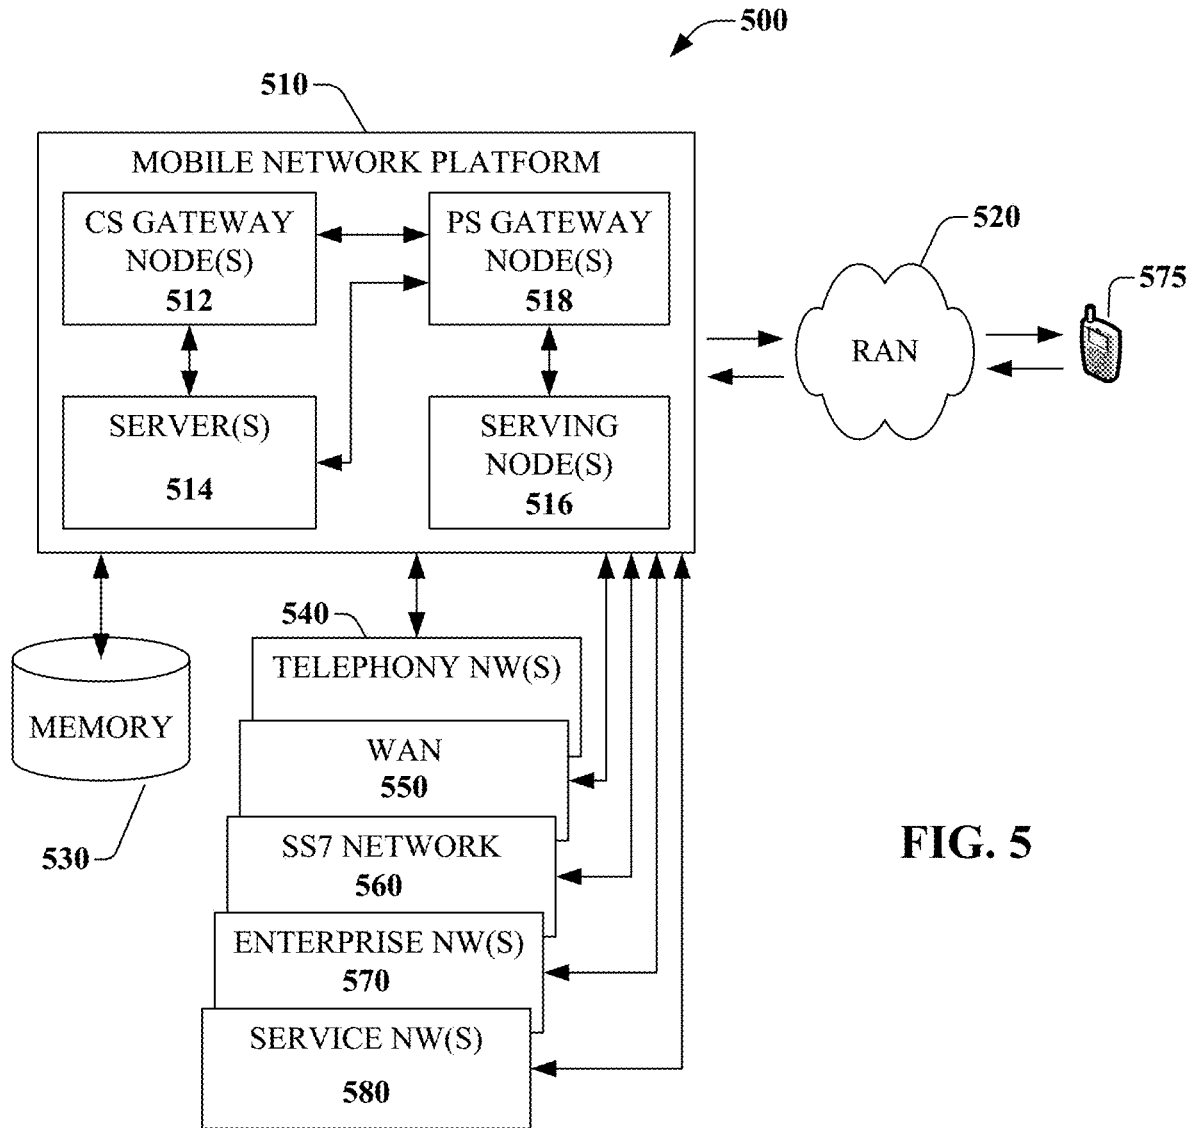 500
510
MOBILE NETWORK PLATFORM
CS GATEWAY
NODE(S)
512
PS GATEWAY
NODE(S)
518
SERVER(S)
514
SERVING
NODE(S)
516
520
RAN
575
MEMORY
530
540
TELEPHONY NW(S)
WAN
550
SS7 NETWORK
560
ENTERPRISE NW(S)
570
SERVICE NW(S)
580
FIG. 5